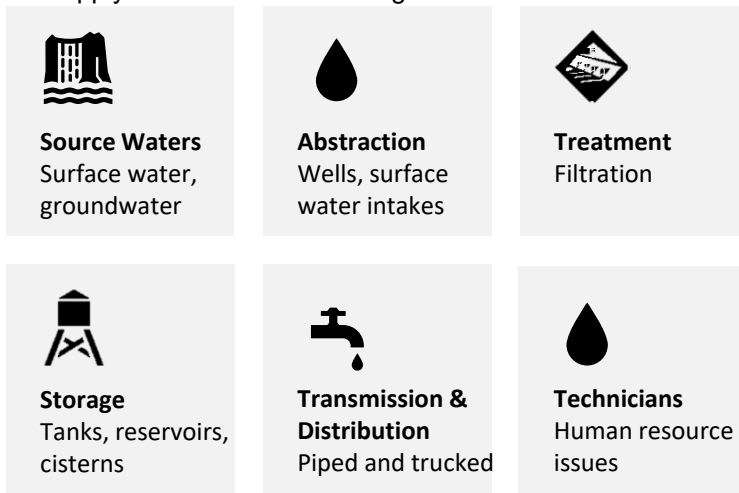 Source Waters
Surface water,
groundwater
Abstraction
Wells, surface
water intakes
Treatment
Filtration
Storage
Tanks, reservoirs,
cisterns
Transmission &
Distribution
Piped and trucked
Technicians
Human resource
issues